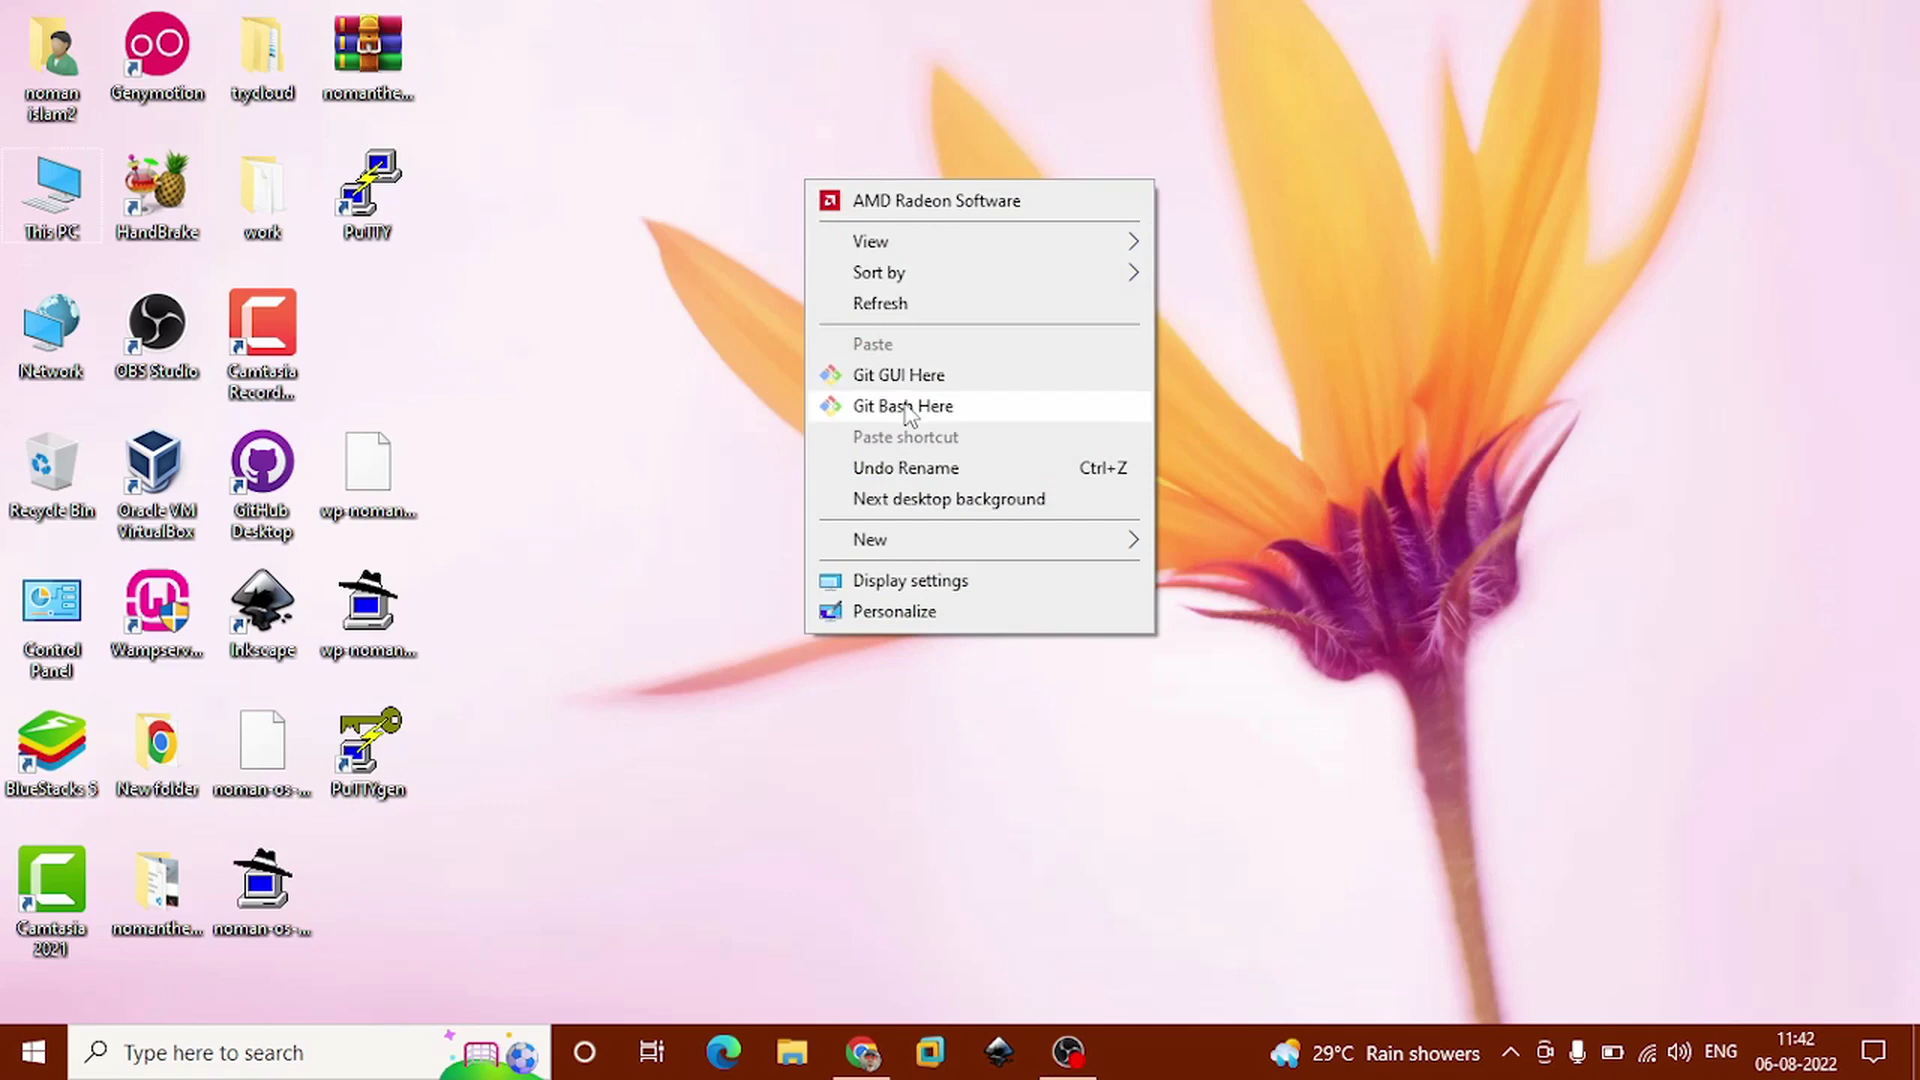 noman
islam2
Genymotion
trycloud
nomanthe...
This PC
HandBrake
work
PuTTY
Network
OBS Studio
Camtasia
Record...
Recycle Bin
Oracle VM
VirtualBox
GitHub
Desktop
wp-noman...
Control
Panel
Wampserv...
Inkscape
wp-noman...
BlueStacks 5
New folder
noman-os-...
PuTTYgen
Camtasia
2021
nomanthe...
noman-os-...
AMD Radeon Software
View
Sort by
Refresh
Paste
Git GUI Here
Git Bash Here
Paste shortcut
Undo Rename Ctrl+Z
Next desktop background
New
Display settings
Personalize
Type here to search
29°C Rain showers
ENG
11:42
06-08-2022